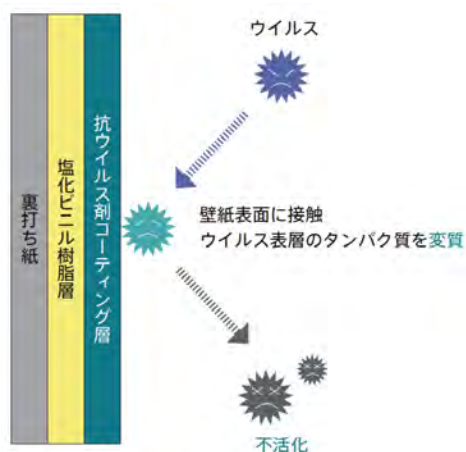 ウイルス
抗ウイルス剤コーティング層
塩化ビニル樹脂層
裏打ち紙
壁紙表面に接触
ウイルス表層のタンパク質を変質
不活化